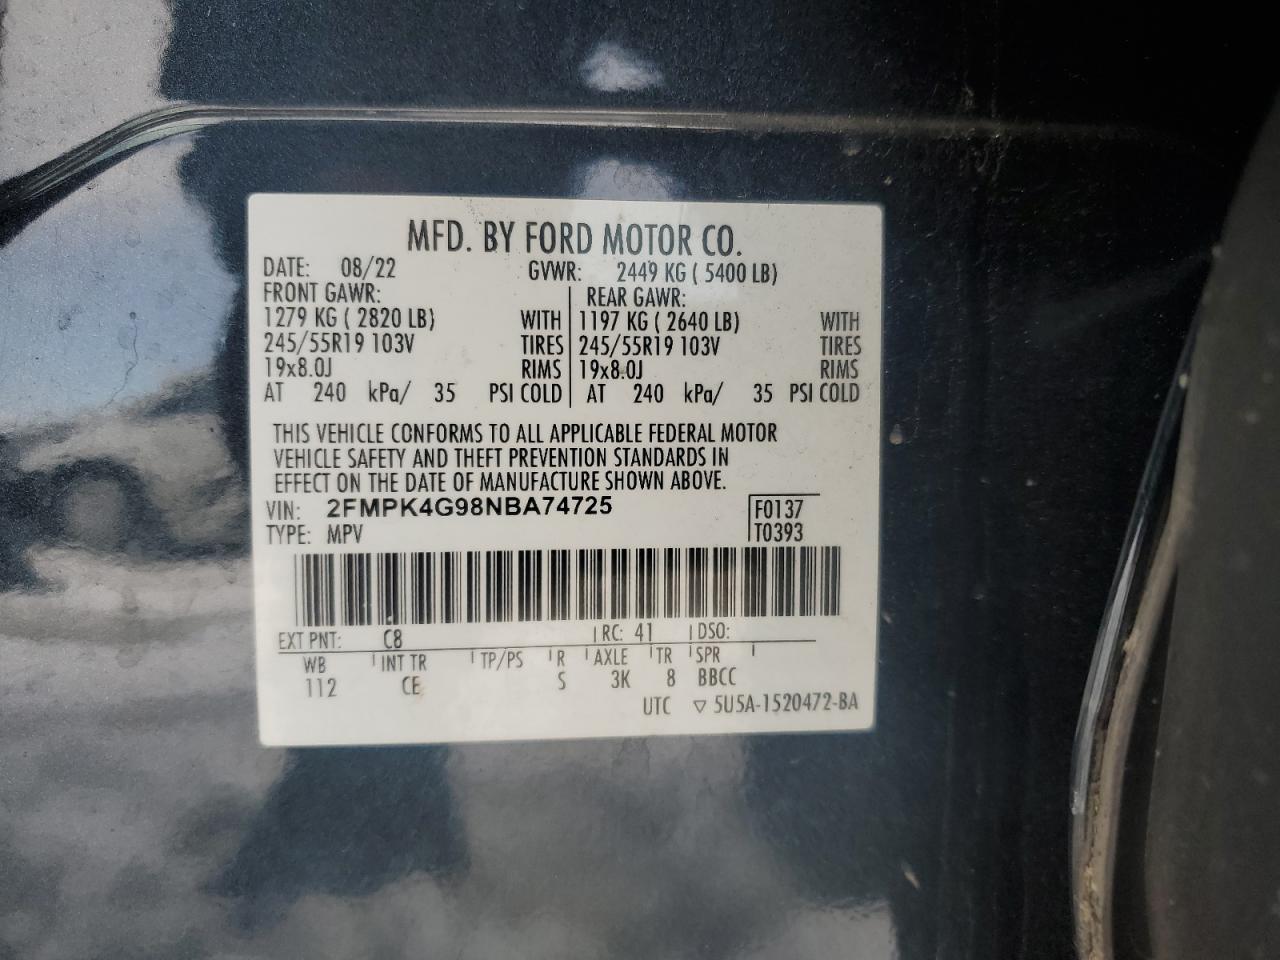 MFD. BY FORD MOTOR CO.
DATE: 08/22 GVWR: 2449 KG ( 5400 LB)
FRONT GAWR: REAR GAWR:
1279 KG ( 2820 LB) WITH 1197 KG ( 2640 LB) WITH
245/55R19 103V TIRES 245/55R19 103V TIRES
19x8.0J RIMS 19x8.0J RIMS
AT 240 kPa/ 35 PSI COLD AT 240 kPa/ 35 PSI COLD
THIS VEHICLE CONFORMS TO ALL APPLICABLE FEDERAL MOTOR
VEHICLE SAFETY AND THEFT PREVENTION STANDARDS IN
EFFECT ON THE DATE OF MANUFACTURE SHOWN ABOVE.
VIN: 2FMPK4G98NBA74725 F0137
TYPE: MPV T0393
EXT PNT: C8 RC: 41 DSO:
WB INT TR TP/PS R AXLE TR SPR
112 CE S 3K 8 BBCC
UTC ▽ 5U5A-1520472-BA